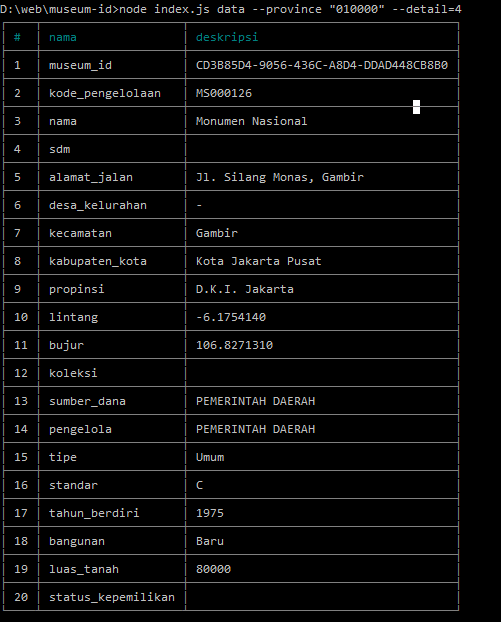 D:\web\museum-id>node index.js data --province "010000" --detail=4
# nama deskripsi
1 museum_id CD3B85D4-9056-436C-A8D4-DDAD448CB8B0
2 kode_pengelolaan MS000126
3 nama Monumen Nasional
4 sdm
5 alamat_jalan Jl. Silang Monas, Gambir
6 desa_kelurahan -
7 kecamatan Gambir
8 kabupaten_kota Kota Jakarta Pusat
9 propinsi D.K.I. Jakarta
10 lintang -6.1754140
11 bujur 106.8271310
12 koleksi
13 sumber_dana PEMERINTAH DAERAH
14 pengelola PEMERINTAH DAERAH
15 tipe Umum
16 standar C
17 tahun_berdiri 1975
18 bangunan Baru
19 luas_tanah 80000
20 status_kepemilikan